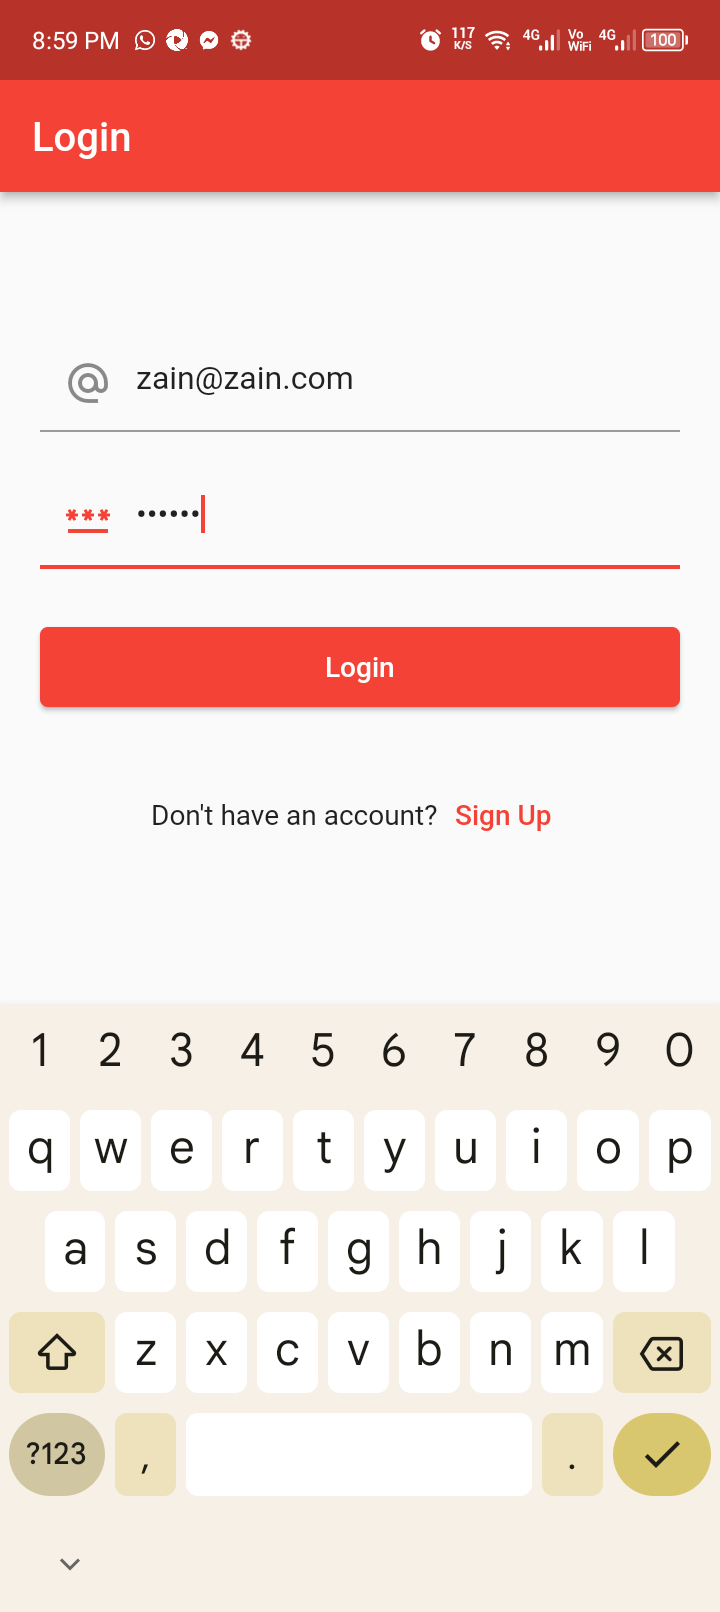 8:59 PM 117 K/S 4G Vo WiFi 4G 100
Login
zain@zain.com
••••••
Login
Don't have an account? Sign Up
1 2 3 4 5 6 7 8 9 0
q w e r t y u i o p
a s d f g h j k l
z x c v b n m
?123 , .